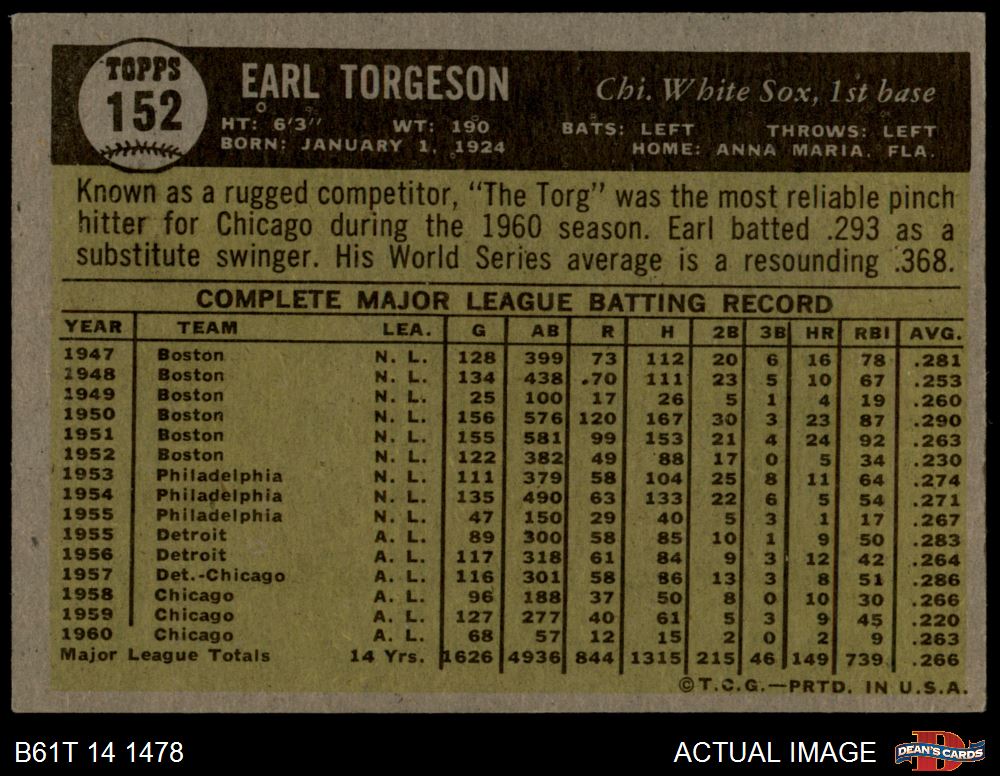 TOPPS
152
EARL TORGESON
Chi. White Sox, 1st base
HT: 6'3" WT: 190 BATS: LEFT THROWS: LEFT
BORN: JANUARY 1, 1924 HOME: ANNA MARIA, FLA.
Known as a rugged competitor, "The Torg" was the most reliable pinch
hitter for Chicago during the 1960 season. Earl batted .293 as a
substitute swinger. His World Series average is a resounding .368.
COMPLETE MAJOR LEAGUE BATTING RECORD
YEAR TEAM LEA. G AB R H 2B 3B HR RBI AVG.
1947 Boston N. L. 128 399 73 112 20 6 16 78 .281
1948 Boston N. L. 134 438 .70 111 23 5 10 67 .253
1949 Boston N. L. 25 100 17 26 5 1 4 19 .260
1950 Boston N. L. 156 576 120 167 30 3 23 87 .290
1951 Boston N. L. 155 581 99 153 21 4 24 92 .263
1952 Boston N. L. 122 382 49 88 17 0 5 34 .230
1953 Philadelphia N. L. 111 379 58 104 25 8 11 64 .274
1954 Philadelphia N. L. 135 490 63 133 22 6 5 54 .271
1955 Philadelphia N. L. 47 150 29 40 5 3 1 17 .267
1955 Detroit A. L. 89 300 58 85 10 1 9 50 .283
1956 Detroit A. L. 117 318 61 84 9 3 12 42 .264
1957 Det.-Chicago A. L. 116 301 58 86 13 3 8 51 .286
1958 Chicago A. L. 96 188 37 50 8 0 10 30 .266
1959 Chicago A. L. 127 277 40 61 5 3 9 45 .220
1960 Chicago A. L. 68 57 12 15 2 0 2 9 .263
Major League Totals 14 Yrs. 1626 4936 844 1315 215 46 149 739 .266
©T.C.G.—PRTD. IN U.S.A.
B61T 14 1478 ACTUAL IMAGE
DEAN'S CARDS